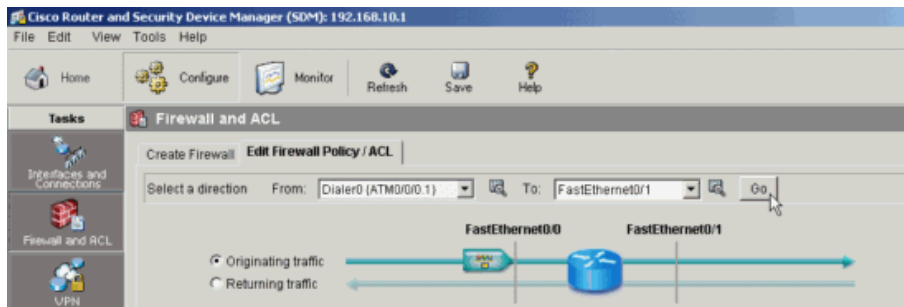 Cisco Router and Security Device Manager (SDM): 192.168.10.1
File Edit View Tools Help
Home Configure Monitor Refresh Save Help
Tasks Firewall and ACL
Create Firewall Edit Firewall Policy / ACL
Interfaces and Connections
Select a direction From: Dialer0 (ATM0/0/0.1) To: FastEthernet0/1 Go
Firewall and ACL
FastEthernet0/0 FastEthernet0/1
Originating traffic
Returning traffic
VPN